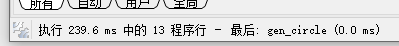 所有 自动 用户 全局
执行 239.6 ms 中的 13 程序行 - 最后: gen_circle (0.0 ms)